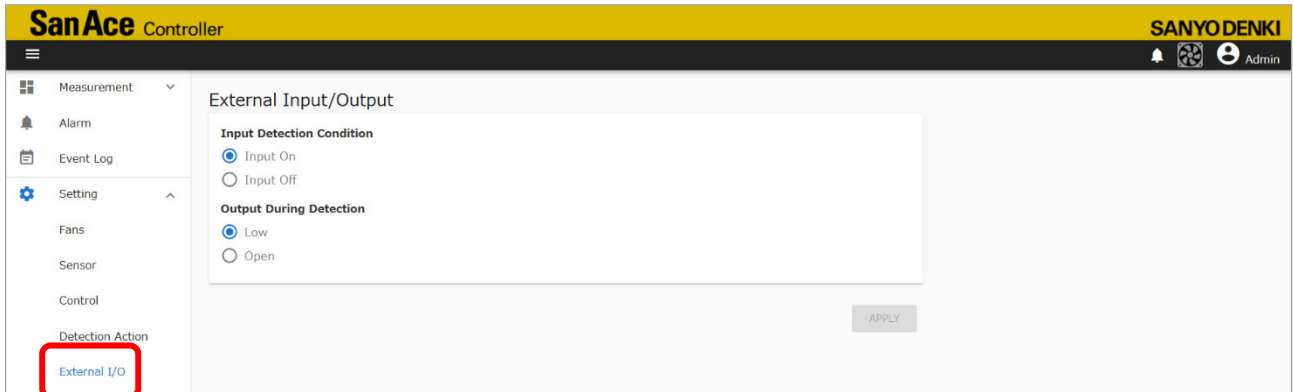 San Ace Controller
SANYO DENKI
Admin
Measurement
Alarm
Event Log
Setting
Fans
Sensor
Control
Detection Action
External I/O
External Input/Output
Input Detection Condition
Input On
Input Off
Output During Detection
Low
Open
APPLY